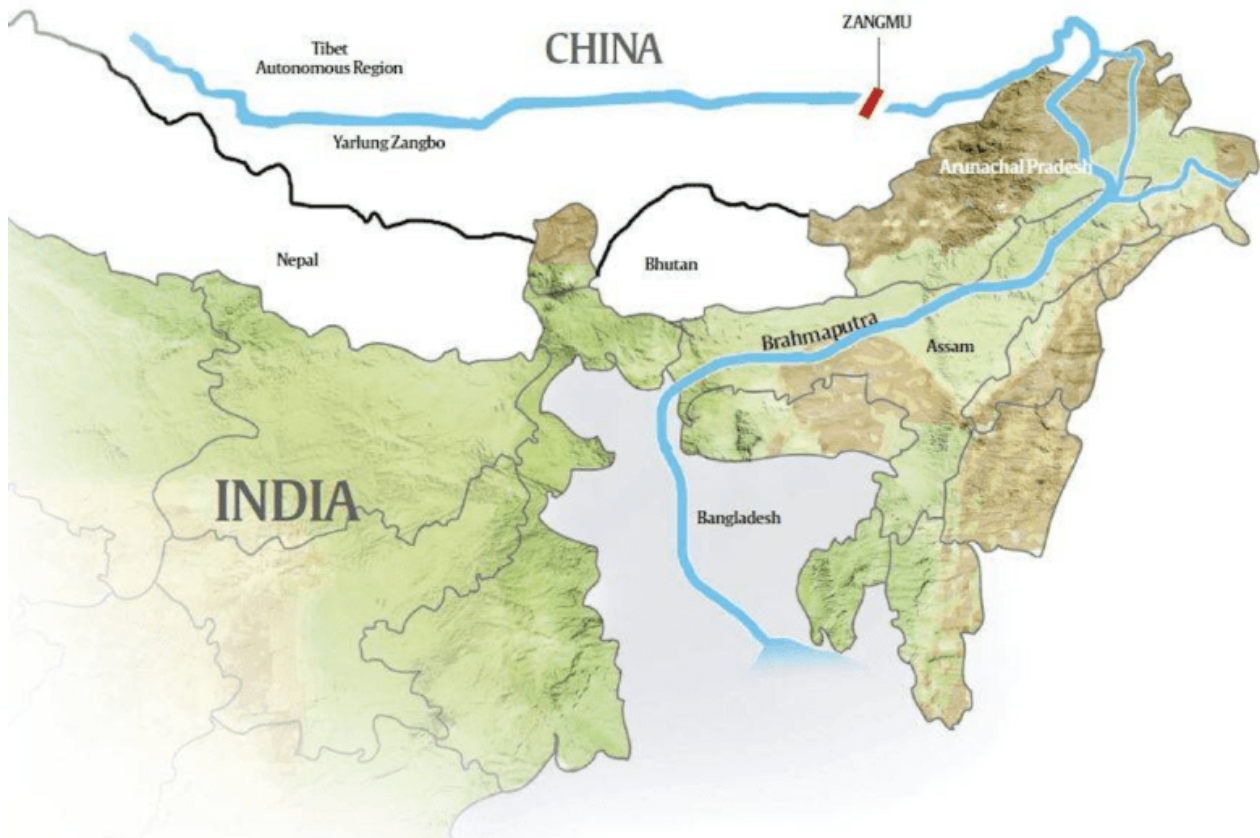 ZANGMU
CHINA
Tibet
Autonomous Region
Yarlung Zangbo
Arunachal Pradesh
Nepal
Bhutan
Brahmaputra
Assam
INDIA
Bangladesh